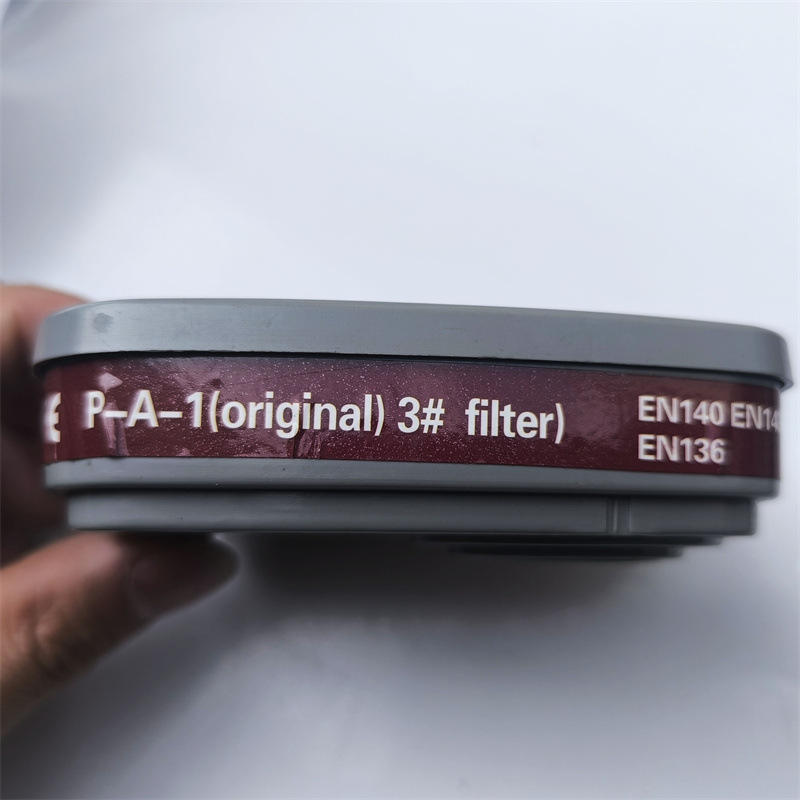 P-A-1(original) 3# filter)
EN140 EN14
EN136